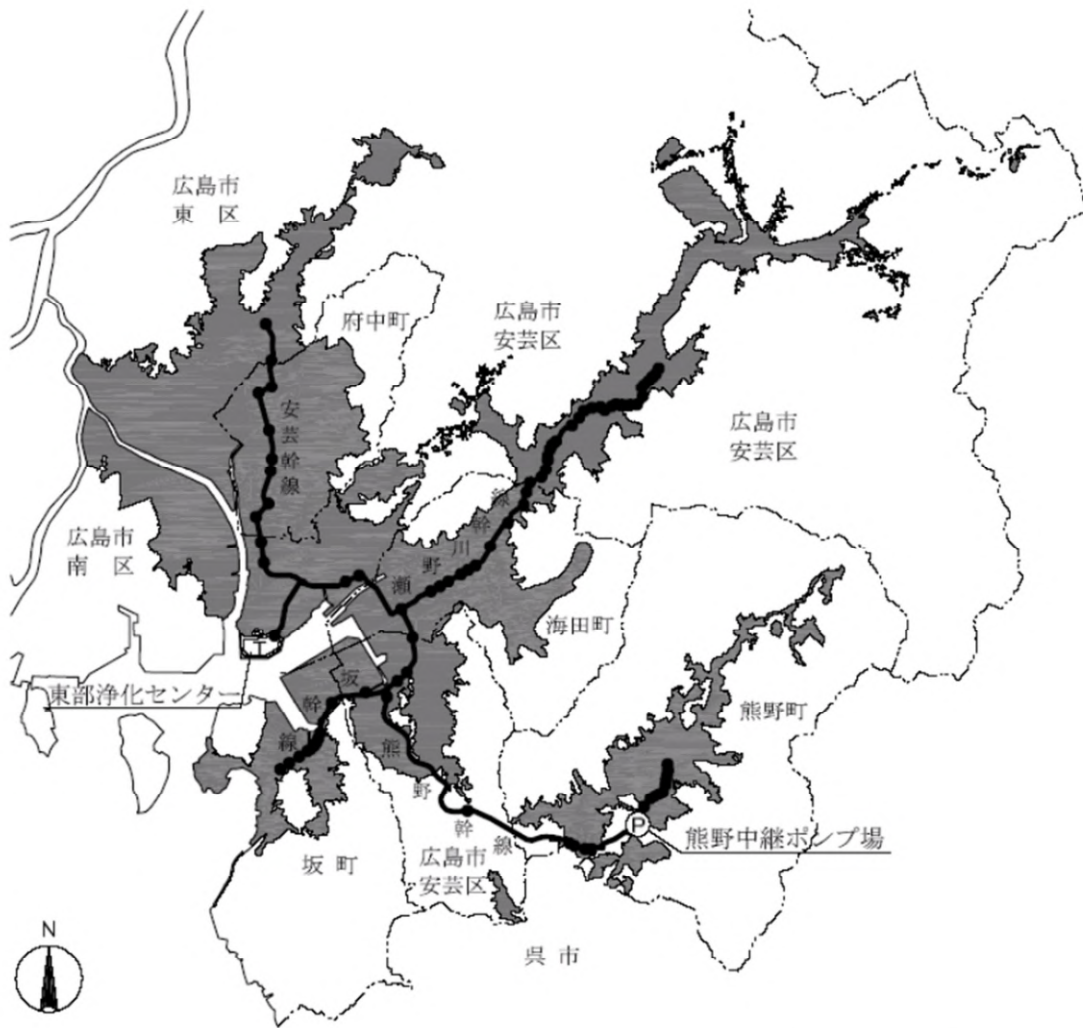 広島市
東 区
府中町
広島市
安芸区
広島市
安芸区
安芸幹線
広島市
南 区
瀬野川幹線
海田町
東部浄化センター
T
坂幹線
熊野町
熊野幹線
P
熊野中継ポンプ場
坂 町
広島市
安芸区
呉 市
N